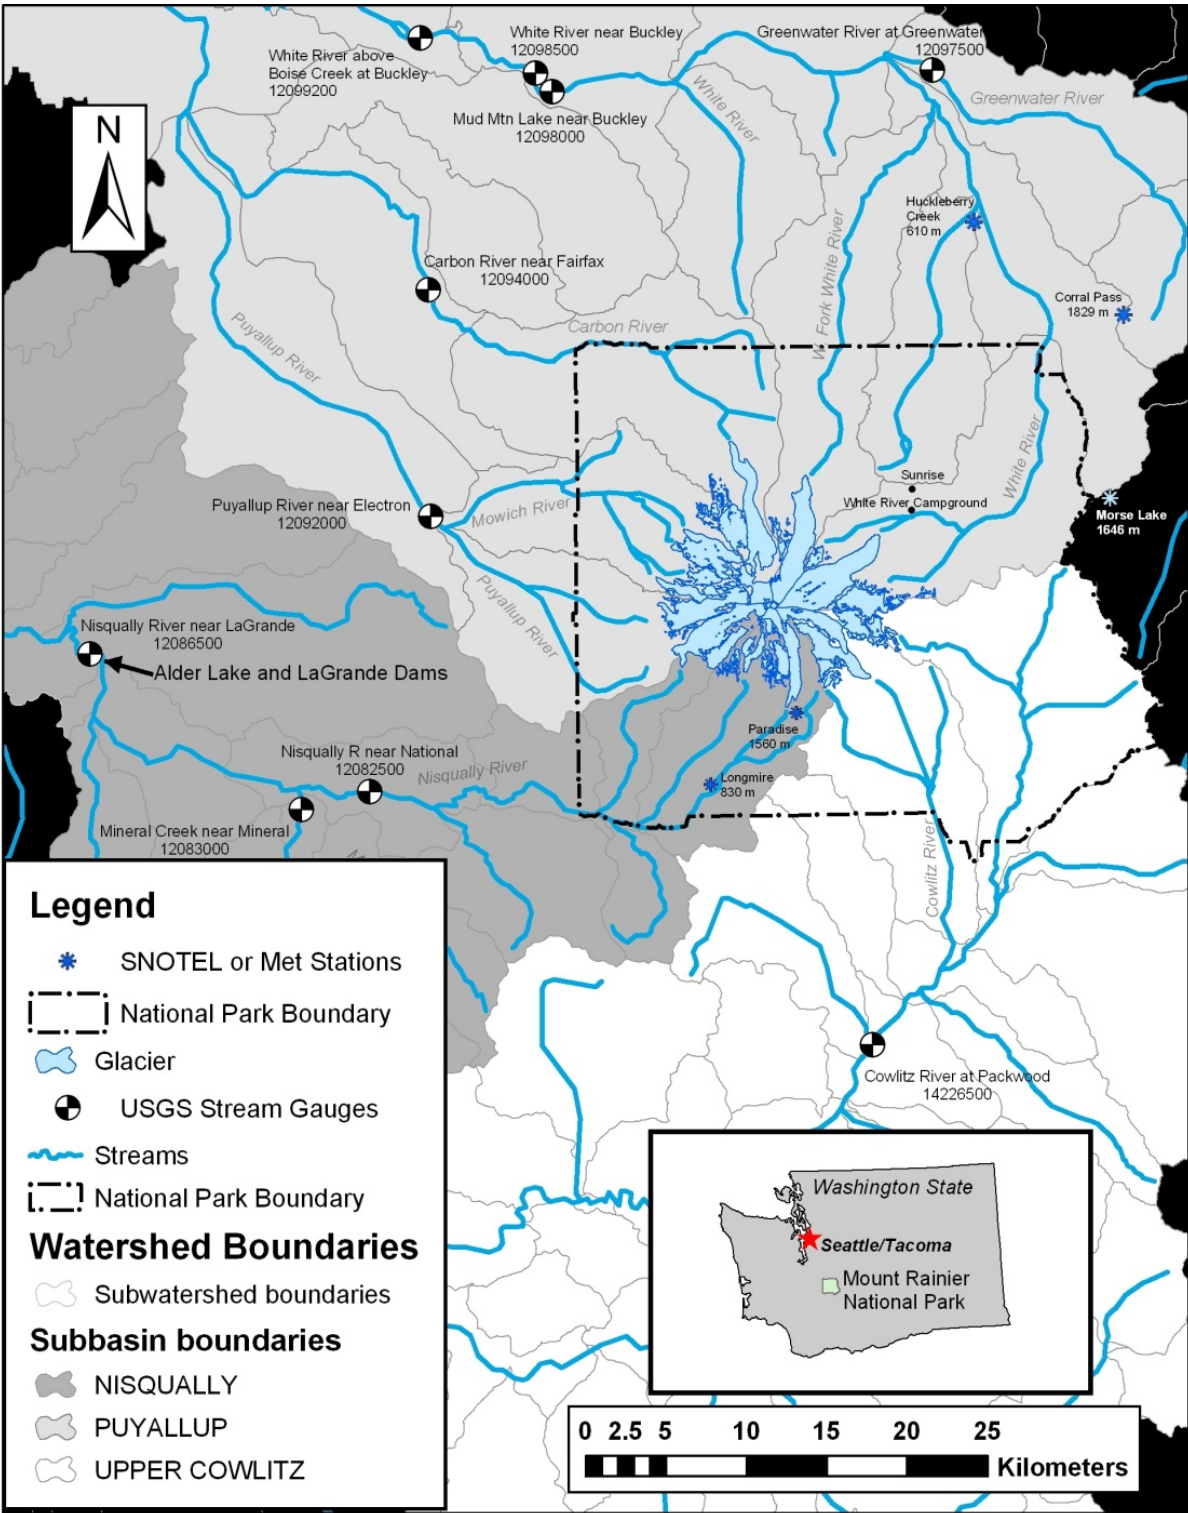 White River near Buckley
12098500
Greenwater River at Greenwater
12097500
White River above
Boise Creek at Buckley
12099200
Mud Mtn Lake near Buckley
12098000
White River
Greenwater River
N
Huckleberry
Creek
610 m
W. Fork White River
Carbon River near Fairfax
12094000
Corral Pass
1829 m
Carbon River
Puyallup River
White River
Sunrise
White River Campground
Puyallup River near Electron
12092000
Mowich River
Morse Lake
1646 m
Puyallup River
Nisqually River near LaGrande
12086500
Alder Lake and LaGrande Dams
Paradise
1560 m
Nisqually R near National
12082500
Nisqually River
Longmire
830 m
Mineral Creek near Mineral
12083000
Cowlitz River
Legend
SNOTEL or Met Stations
National Park Boundary
Glacier
USGS Stream Gauges
Streams
National Park Boundary
Watershed Boundaries
Subwatershed boundaries
Subbasin boundaries
NISQUALLY
PUYALLUP
UPPER COWLITZ
Cowlitz River at Packwood
14226500
Washington State
Seattle/Tacoma
Mount Rainier
National Park
0 2.5 5 10 15 20 25
Kilometers